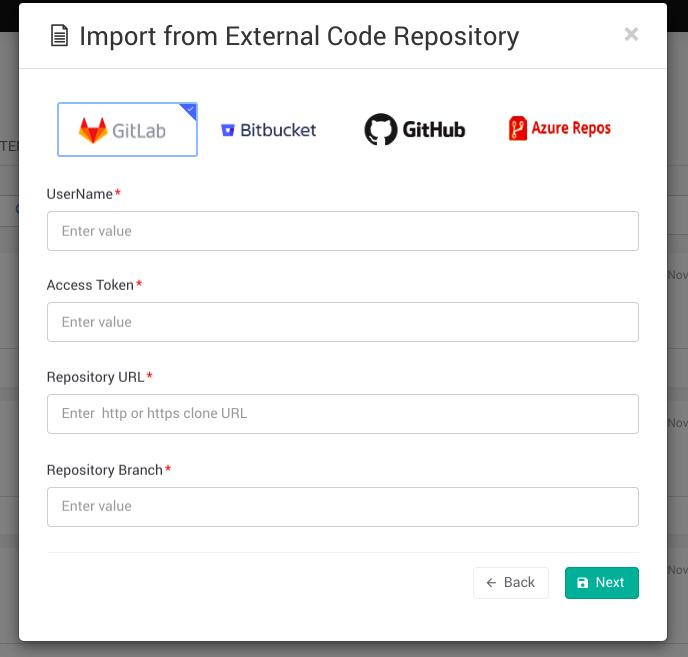 Import from External Code Repository
×
GitLab
Bitbucket
GitHub
Azure Repos
UserName*
Enter value
Access Token*
Enter value
Repository URL*
Enter http or https clone URL
Repository Branch*
Enter value
Back
Next
Nov
Nov
Nov